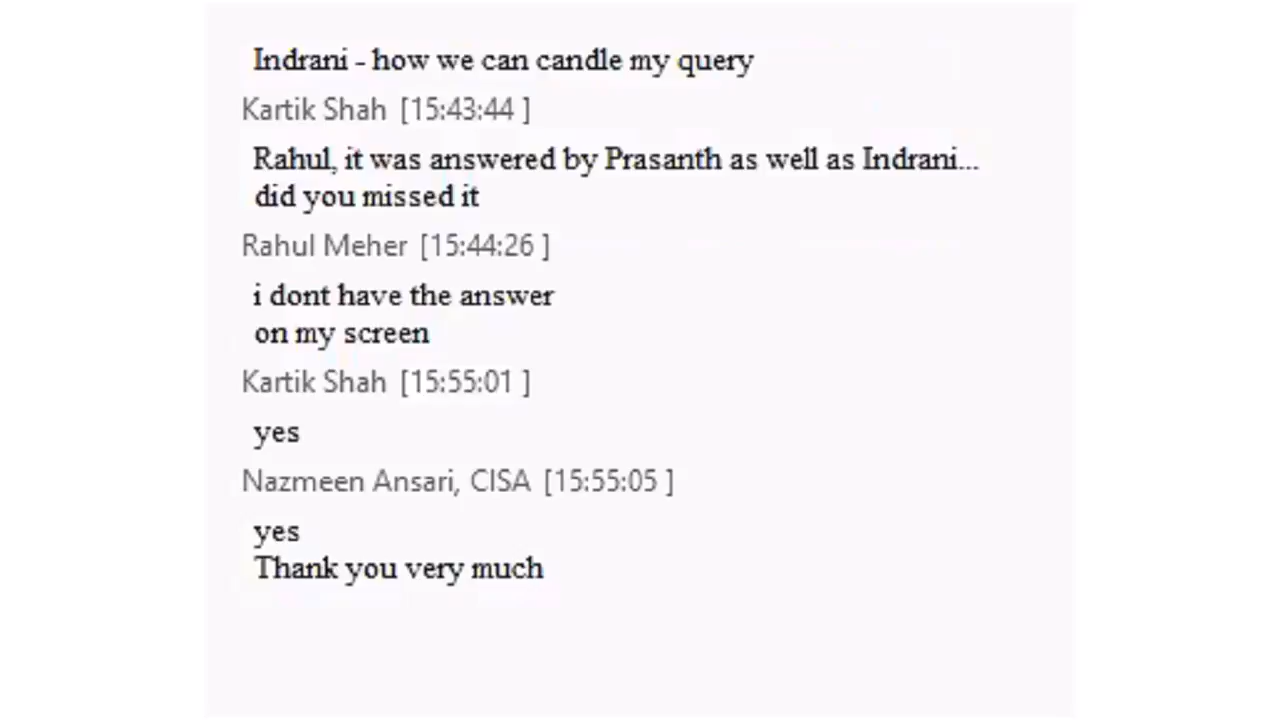 Indrani - how we can candle my query
Kartik Shah [15:43:44 ]
Rahul, it was answered by Prasanth as well as Indrani...
did you missed it
Rahul Meher [15:44:26 ]
i dont have the answer
on my screen
Kartik Shah [15:55:01 ]
yes
Nazmeen Ansari, CISA [15:55:05 ]
yes
Thank you very much